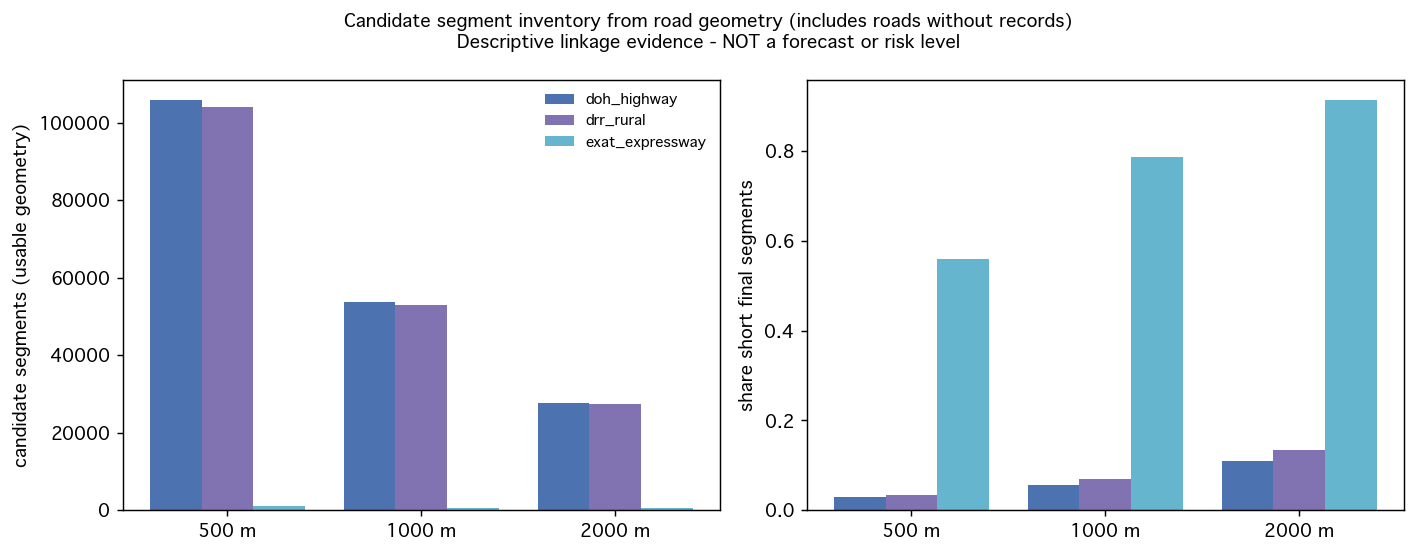 Candidate segment inventory from road geometry (includes roads without records)
Descriptive linkage evidence - NOT a forecast or risk level
candidate segments (usable geometry)
100000
80000
60000
40000
20000
0
doh_highway
drr_rural
exat_expressway
500 m
1000 m
2000 m
share short final segments
0.8
0.6
0.4
0.2
0.0
500 m
1000 m
2000 m